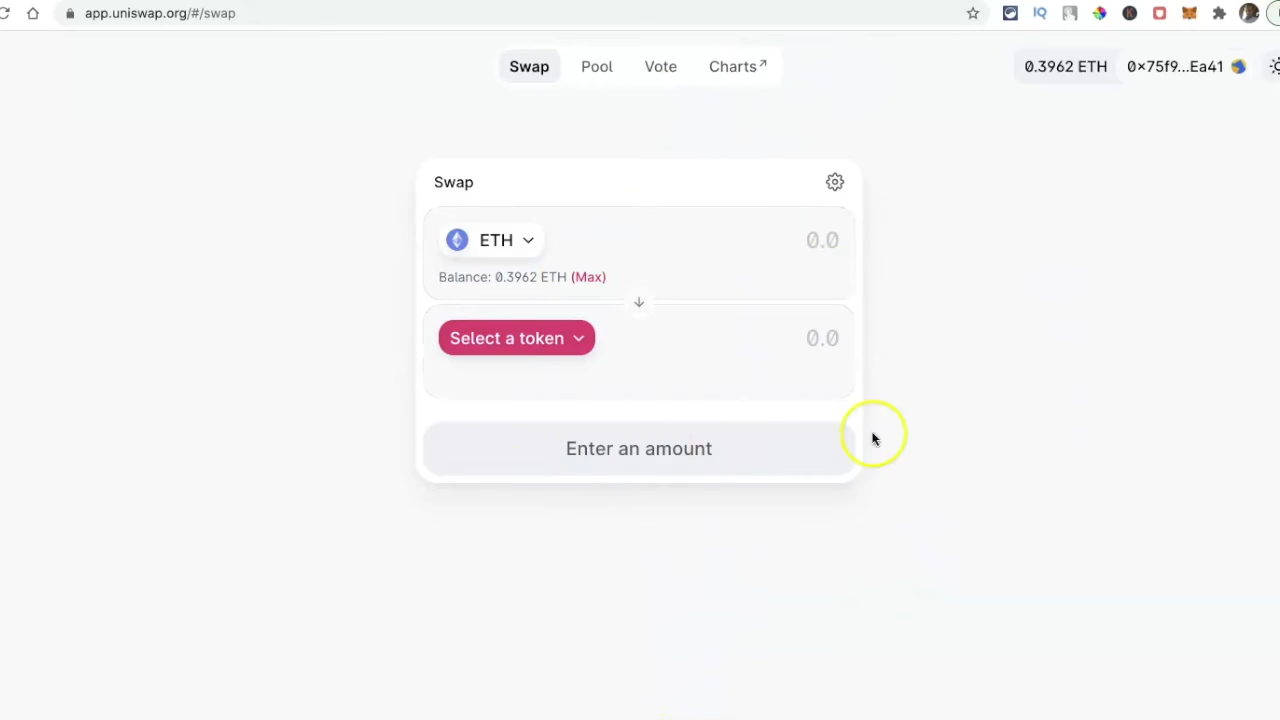 app.uniswap.org/#/swap
IQ
K
Swap
Pool
Vote
Charts↗
0.3962 ETH
0×75f9...Ea41
Swap
ETH
0.0
Balance: 0.3962 ETH (Max)
Select a token
0.0
Enter an amount